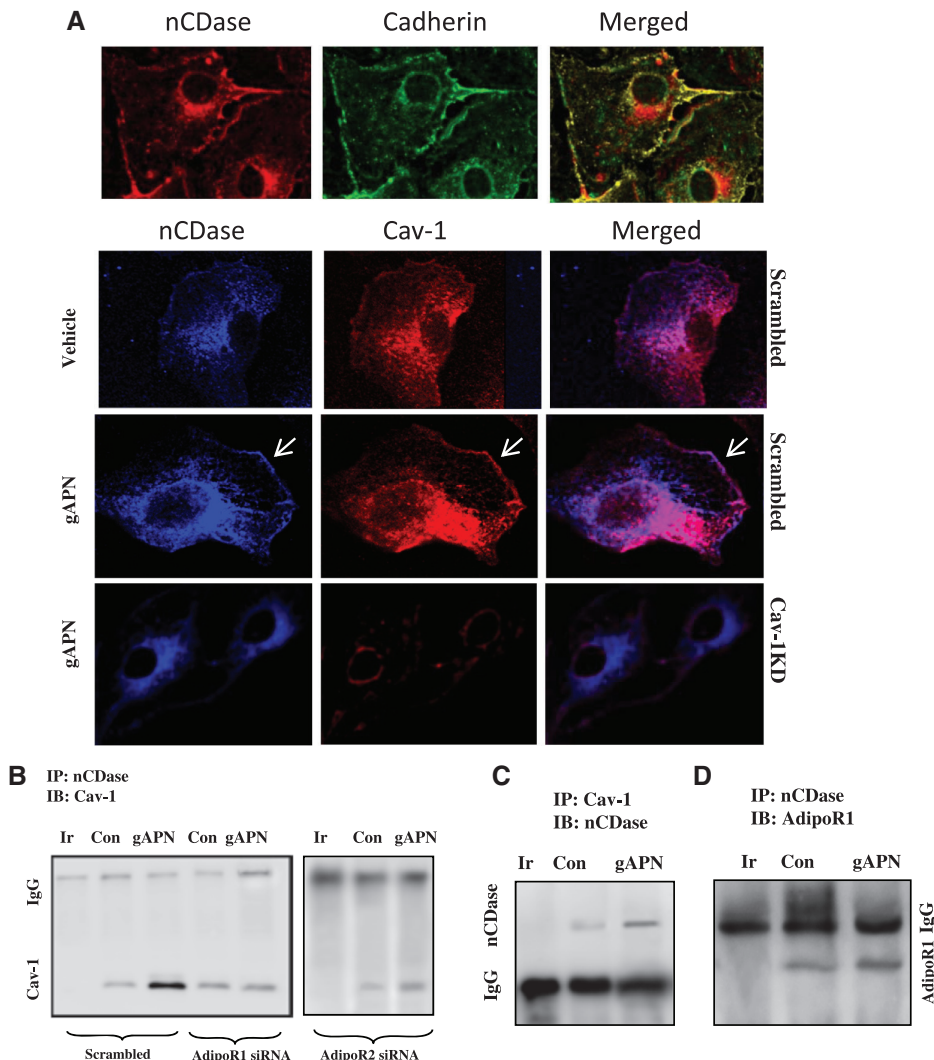 A
nCDase Cadherin Merged
nCDase Cav-1 Merged
Vehicle
Scrambled
gAPN
Scrambled
gAPN
Cav-1KD
B
IP: nCDase
IB: Cav-1
Ir Con gAPN Con gAPN Ir Con gAPN
IgG
Cav-1
Scrambled AdipoR1 siRNA AdipoR2 siRNA
C
IP: Cav-1
IB: nCDase
Ir Con gAPN
nCDase
IgG
D
IP: nCDase
IB: AdipoR1
Ir Con gAPN
AdipoR1 IgG